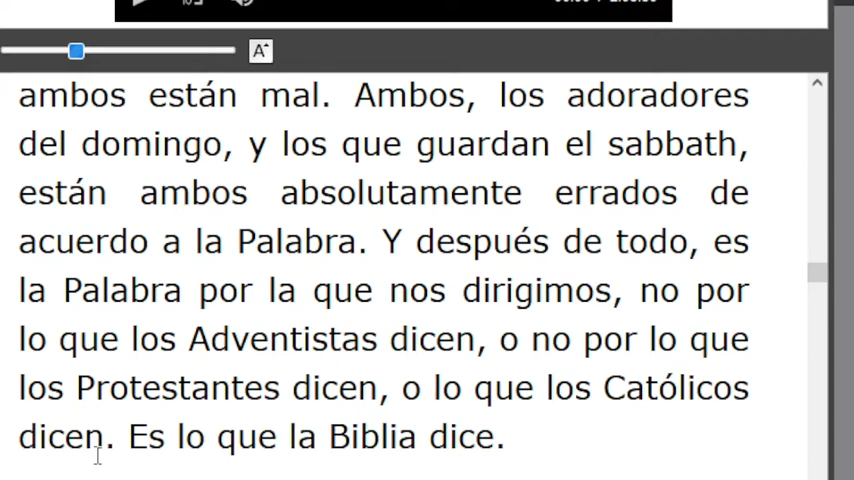 A
ambos están mal. Ambos, los adoradores
del domingo, y los que guardan el sabbath,
están ambos absolutamente errados de
acuerdo a la Palabra. Y después de todo, es
la Palabra por la que nos dirigimos, no por
lo que los Adventistas dicen, o no por lo que
los Protestantes dicen, o lo que los Católicos
dicen. Es lo que la Biblia dice.